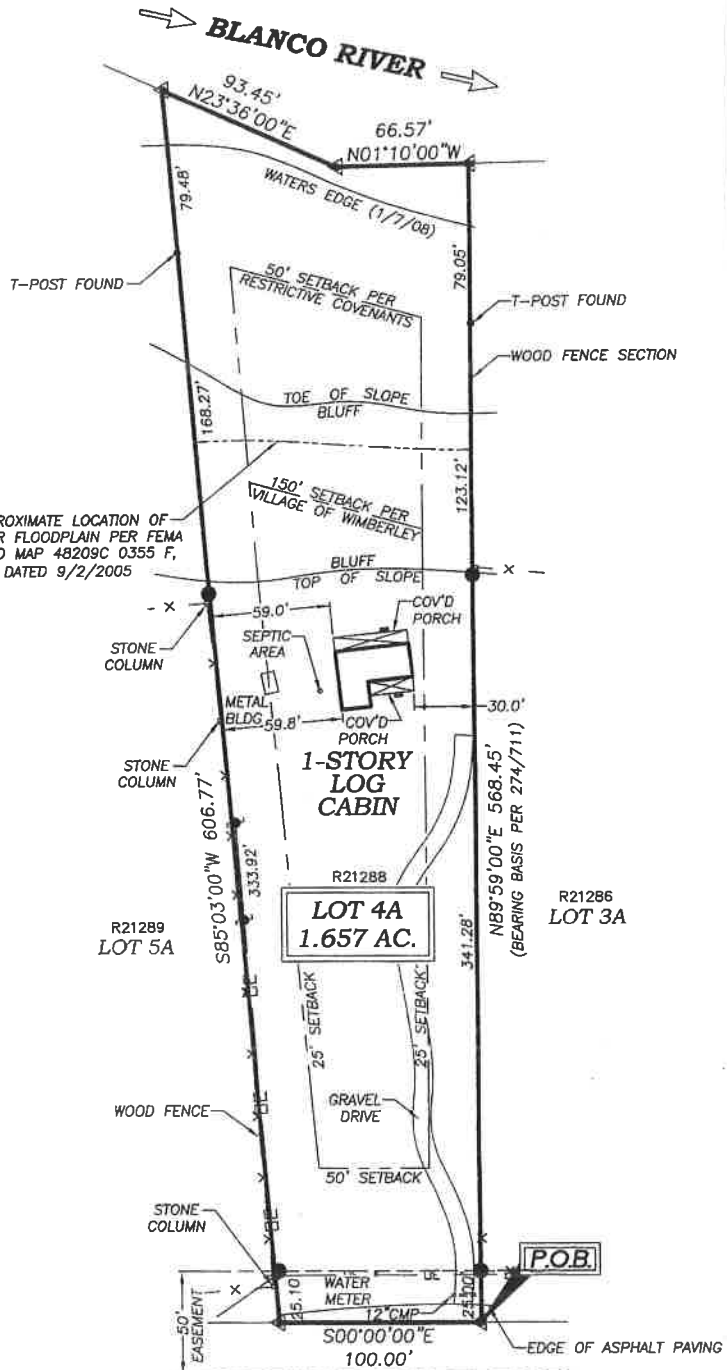 BLANCO RIVER
93.45'
N23°36'00"E
66.57'
N01°10'00"W
WATERS EDGE (1/7/08)
79.48'
79.05'
T-POST FOUND
50' SETBACK PER
RESTRICTIVE COVENANTS
T-POST FOUND
WOOD FENCE SECTION
TOE OF SLOPE
BLUFF
168.27'
123.12'
ROXIMATE LOCATION OF
R FLOODPLAIN PER FEMA
D MAP 48209C 0355 F,
DATED 9/2/2005
150' SETBACK PER
VILLAGE OF WIMBERLEY
BLUFF
TOP OF SLOPE
59.0'
COV'D
PORCH
STONE
COLUMN
SEPTIC
AREA
METAL
BLDG
59.8'
30.0'
COV'D
PORCH
STONE
COLUMN
1-STORY
LOG
CABIN
S85°03'00"W 606.77'
333.92'
N89°59'00"E 568.45'
(BEARING BASIS PER 274/711)
R21288
LOT 4A
1.657 AC.
R21289
LOT 5A
R21286
LOT 3A
341.28'
25' SETBACK
25' SETBACK
UE
UE
GRAVEL
DRIVE
WOOD FENCE
50' SETBACK
UE
STONE
COLUMN
P.O.B.
50'
EASEMENT
25.10'
WATER
METER
UE
12"CMP
25.00'
S00°00'00"E
100.00'
EDGE OF ASPHALT PAVING